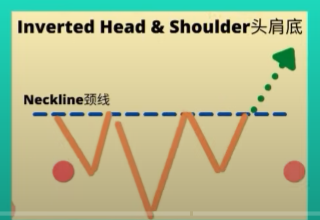 Inverted Head & Shoulder头肩底
Neckline颈线